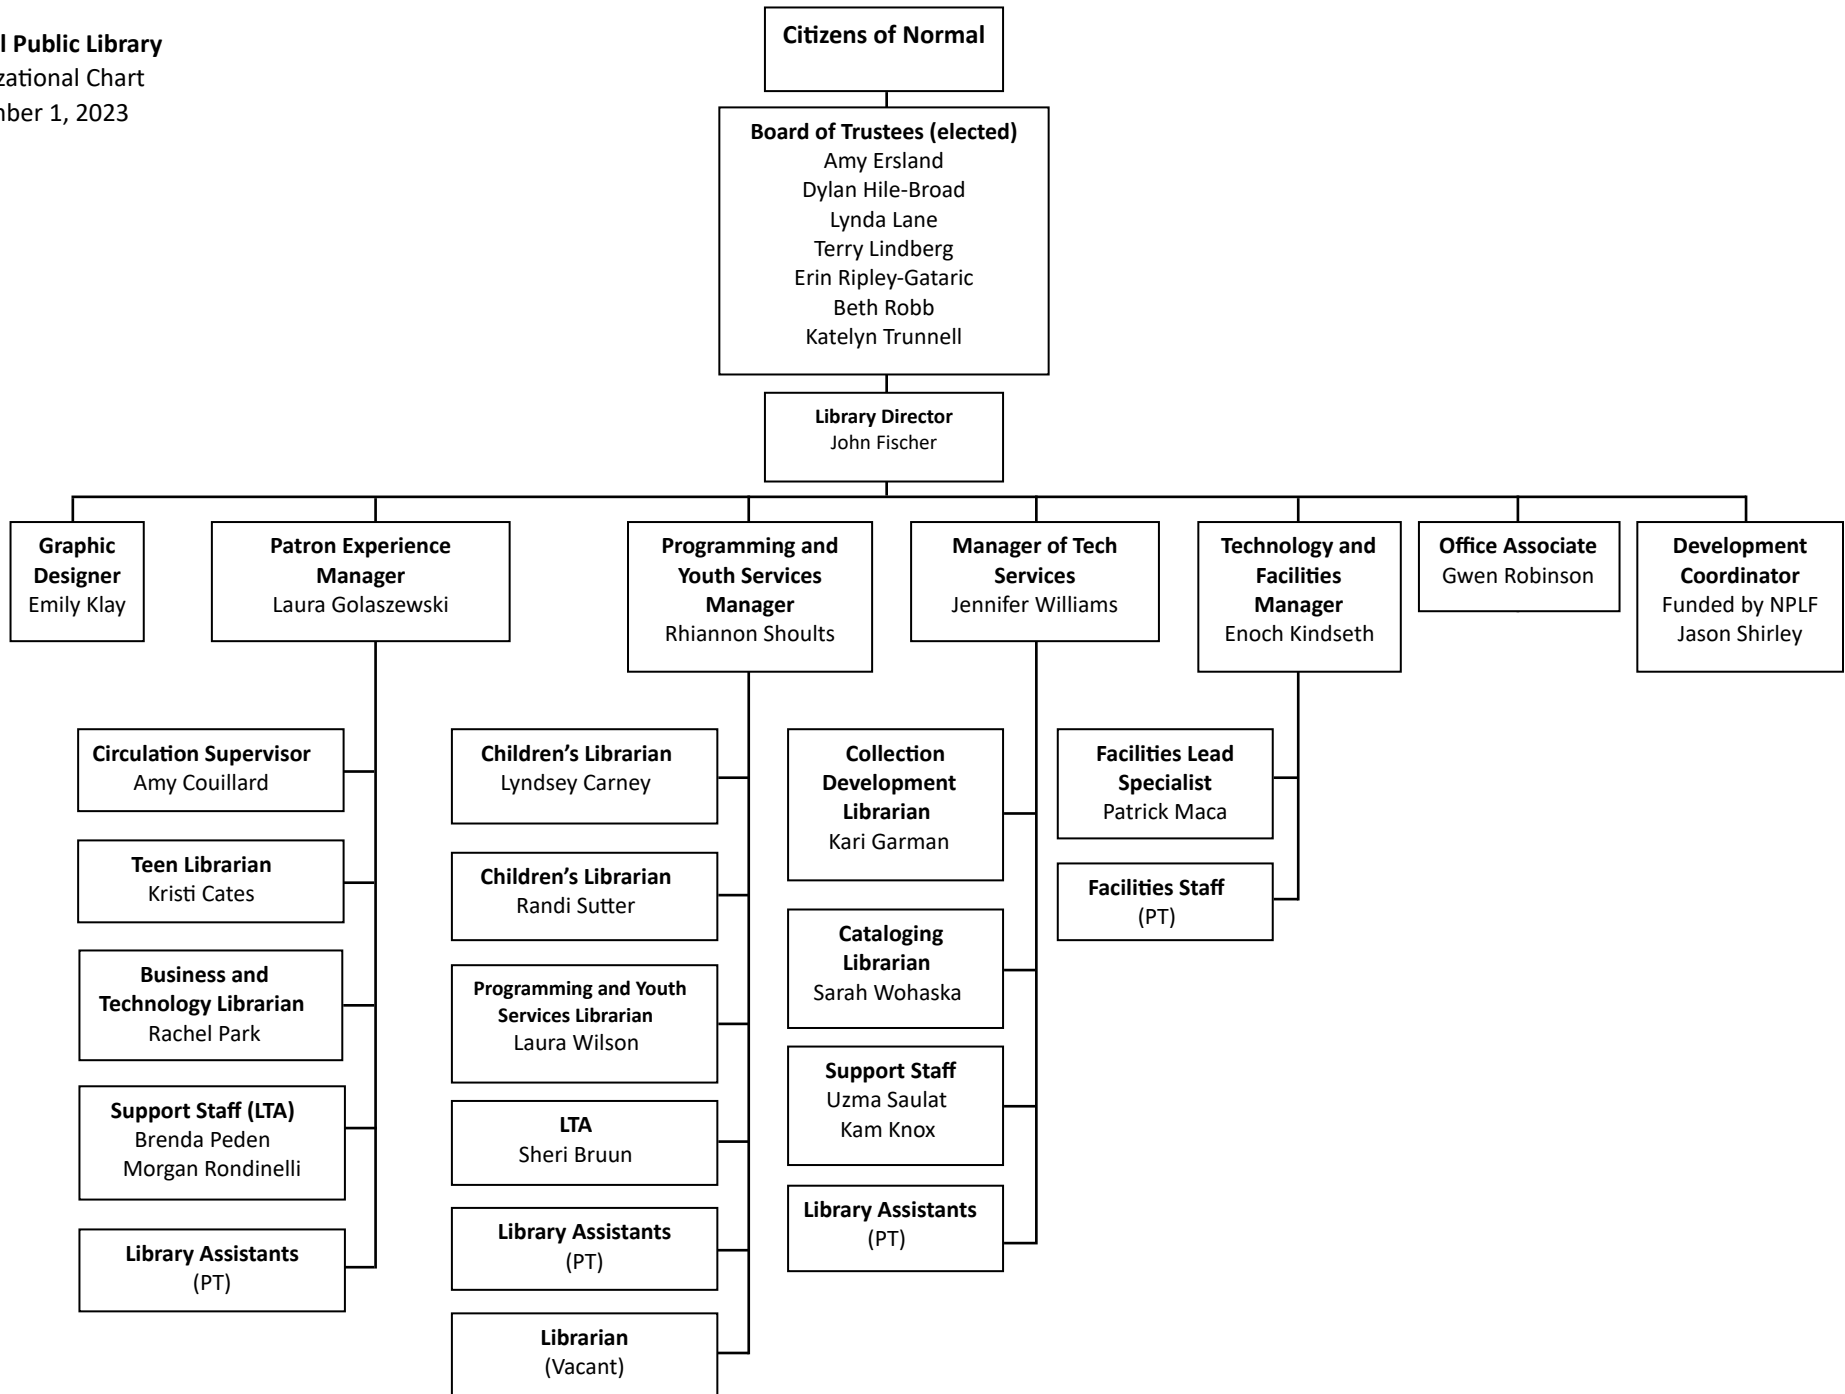 l Public Library
zational Chart
nber 1, 2023
Citizens of Normal
Board of Trustees (elected)
Amy Ersland
Dylan Hile-Broad
Lynda Lane
Terry Lindberg
Erin Ripley-Gataric
Beth Robb
Katelyn Trunnell
Library Director
John Fischer
Graphic
Designer
Emily Klay
Patron Experience
Manager
Laura Golaszewski
Programming and
Youth Services
Manager
Rhiannon Shoults
Manager of Tech
Services
Jennifer Williams
Technology and
Facilities
Manager
Enoch Kindseth
Office Associate
Gwen Robinson
Development
Coordinator
Funded by NPLF
Jason Shirley
Circulation Supervisor
Amy Couillard
Teen Librarian
Kristi Cates
Business and
Technology Librarian
Rachel Park
Support Staff (LTA)
Brenda Peden
Morgan Rondinelli
Library Assistants
(PT)
Children’s Librarian
Lyndsey Carney
Children’s Librarian
Randi Sutter
Programming and Youth
Services Librarian
Laura Wilson
LTA
Sheri Bruun
Library Assistants
(PT)
Librarian
(Vacant)
Collection
Development
Librarian
Kari Garman
Cataloging
Librarian
Sarah Wohaska
Support Staff
Uzma Saulat
Kam Knox
Library Assistants
(PT)
Facilities Lead
Specialist
Patrick Maca
Facilities Staff
(PT)